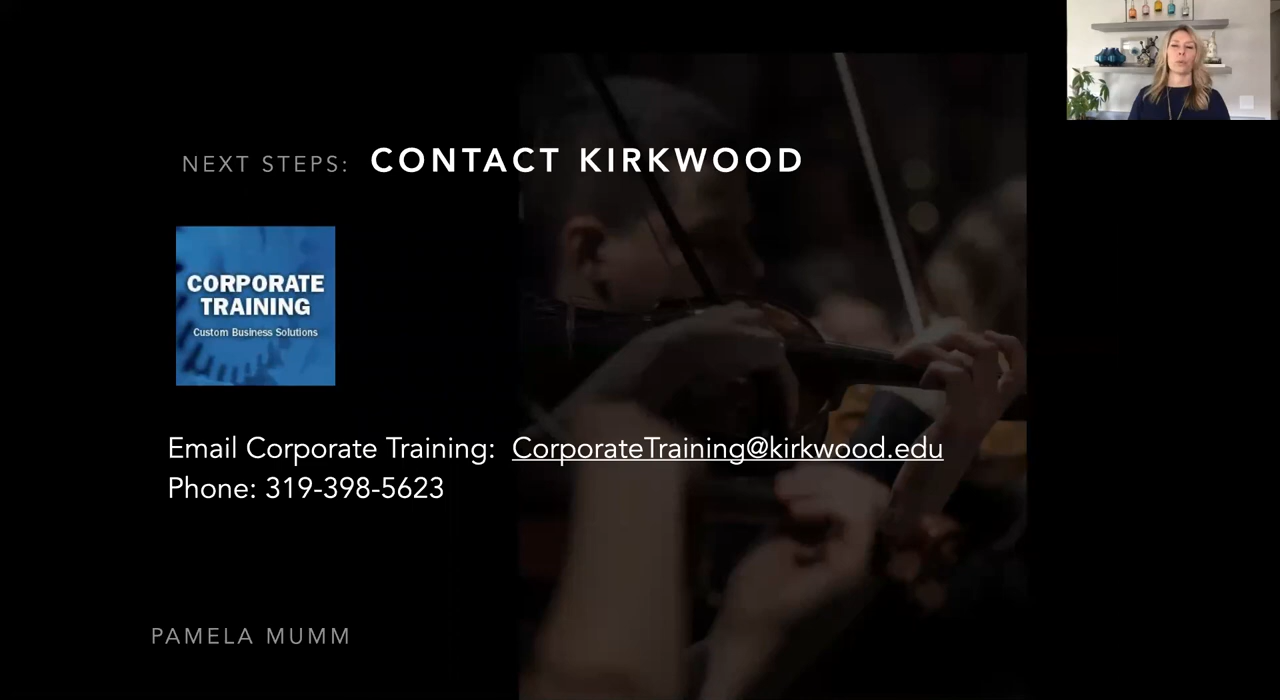 NEXT STEPS: CONTACT KIRKWOOD
CORPORATE
TRAINING
Custom Business Solutions
Email Corporate Training: CorporateTraining@kirkwood.edu
Phone: 319-398-5623
PAMELA MUMM